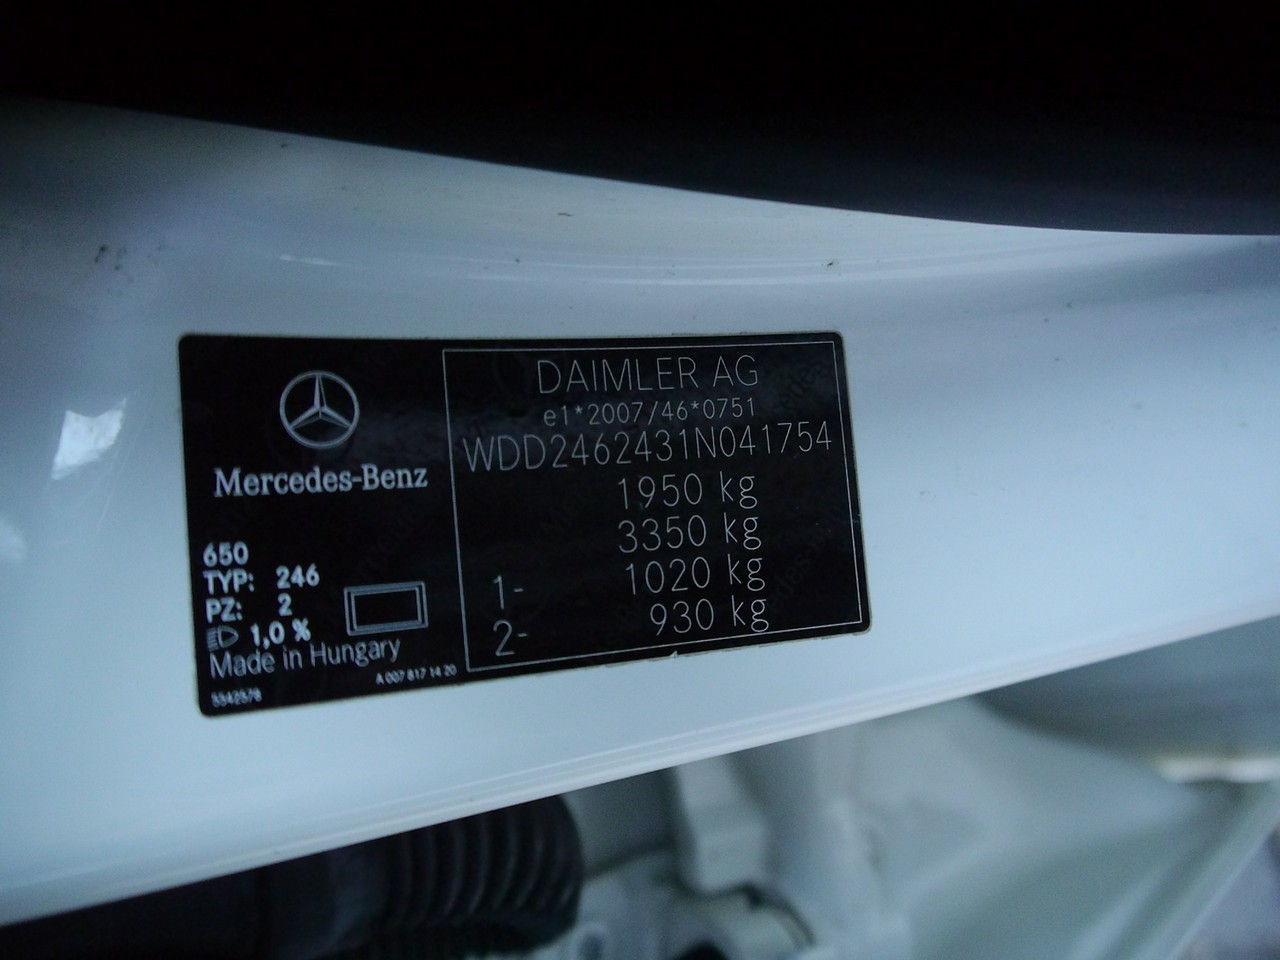 Mercedes-Benz
650
TYP: 246
PZ: 2
1,0 %
Made in Hungary
A 007 817 14 20
5342578
DAIMLER AG
e1*2007/46*0751
WDD2462431N041754
1950 kg
3350 kg
1- 1020 kg
2- 930 kg